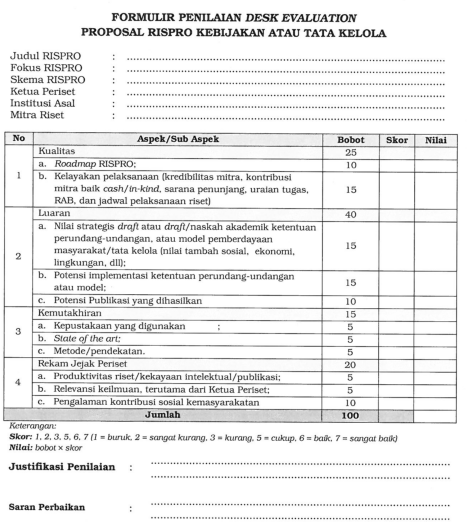 FORMULIR PENILAIAN DESK EVALUATION
PROPOSAL RISPRO KEBIJAKAN ATAU TATA KELOLA
Judul RISPRO :
Fokus RISPRO :
Skema RISPRO :
Ketua Periset :
Institusi Asal :
Mitra Riset :
No Aspek/Sub Aspek Bobot Skor Nilai
1
Kualitas 25
a. Roadmap RISPRO; 10
b. Kelayakan pelaksanaan (kredibilitas mitra, kontribusi
mitra baik cash/in-kind, sarana penunjang, uraian tugas,
RAB, dan jadwal pelaksanaan riset) 15
2
Luaran 40
a. Nilai strategis draft atau draft/naskah akademik ketentuan
perundang-undangan, atau model pemberdayaan
masyarakat/tata kelola (nilai tambah sosial, ekonomi,
lingkungan, dll); 15
b. Potensi implementasi ketentuan perundang-undangan
atau model; 15
c. Potensi Publikasi yang dihasilkan 10
3
Kemutakhiran 15
a. Kepustakaan yang digunakan ; 5
b. State of the art; 5
c. Metode/pendekatan. 5
4
Rekam Jejak Periset 20
a. Produktivitas riset/kekayaan intelektual/publikasi; 5
b. Relevansi keilmuan, terutama dari Ketua Periset; 5
c. Pengalaman kontribusi sosial kemasyarakatan 10
Jumlah 100
Keterangan:
Skor: 1, 2, 3, 5, 6, 7 (1 = buruk, 2 = sangat kurang, 3 = kurang, 5 = cukup, 6 = baik, 7 = sangat baik)
Nilai: bobot × skor
Justifikasi Penilaian :
Saran Perbaikan :